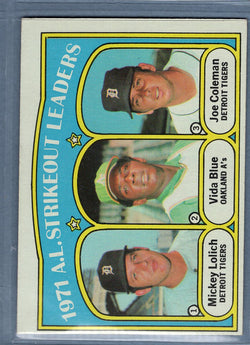 1971 A.L. STRIKEOUT LEADERS
1
Mickey Lolich
DETROIT TIGERS
2
Vida Blue
OAKLAND A's
3
Joe Coleman
DETROIT TIGERS